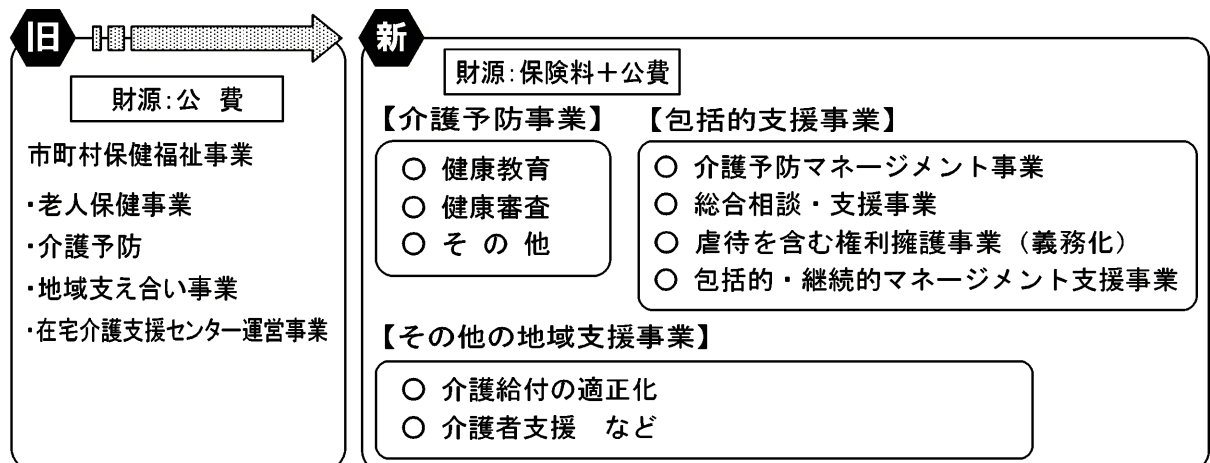 旧
財源:公 費
市町村保健福祉事業
・老人保健事業
・介護予防
・地域支え合い事業
・在宅介護支援センター運営事業
新
財源:保険料＋公費
【介護予防事業】
○ 健康教育
○ 健康審査
○ そ の 他
【包括的支援事業】
○ 介護予防マネージメント事業
○ 総合相談・支援事業
○ 虐待を含む権利擁護事業（義務化）
○ 包括的・継続的マネージメント支援事業
【その他の地域支援事業】
○ 介護給付の適正化
○ 介護者支援 など